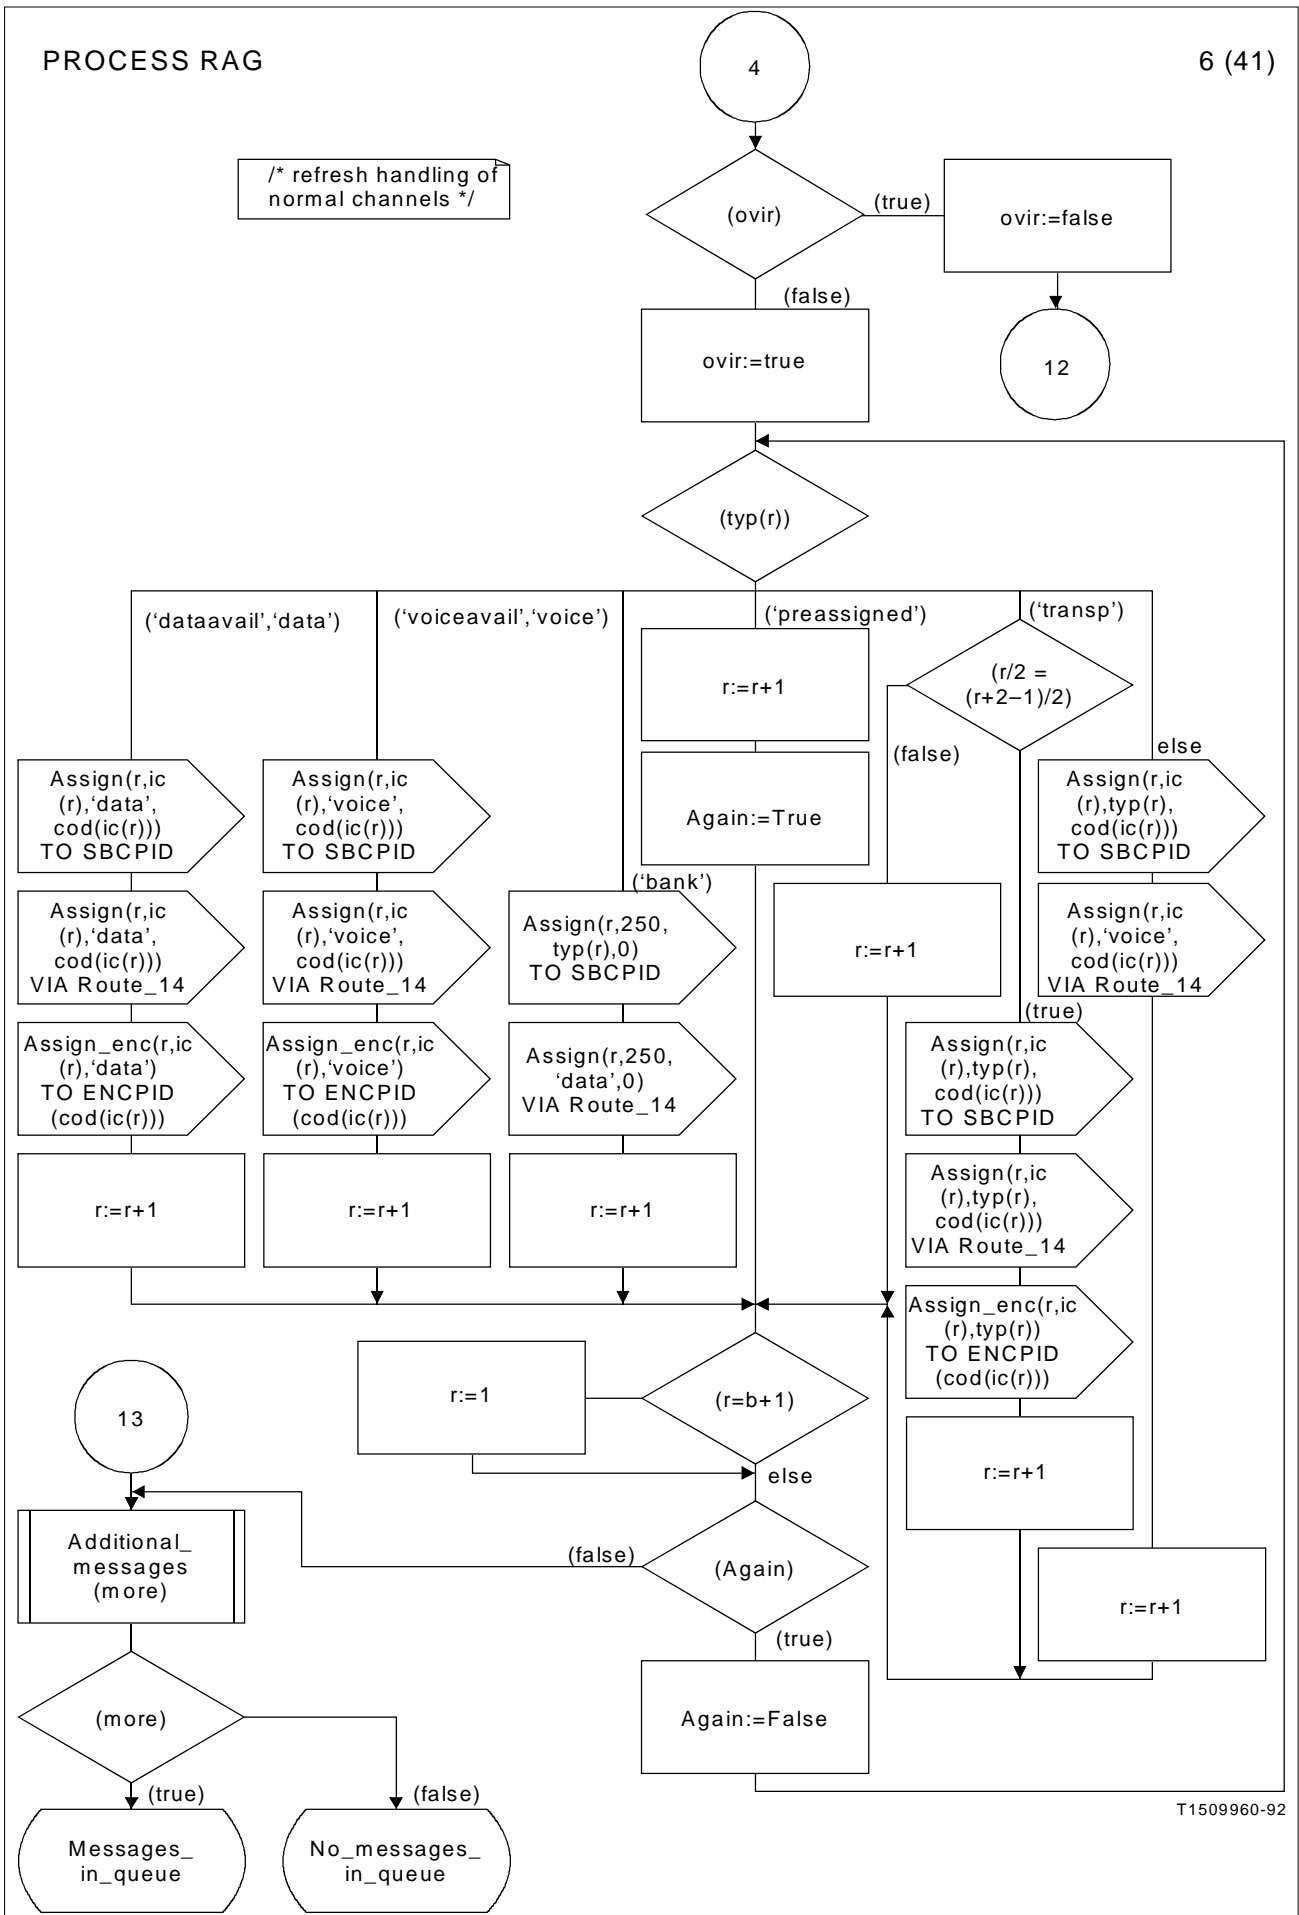 PROCESS RAG
6 (41)
4
/* refresh handling of
normal channels */
(ovir)
(true)
ovir:=false
(false)
ovir:=true
12
(typ(r))
(‘dataavail’,‘data’)
(‘voiceavail’,‘voice’)
(‘preassigned’)
(‘transp’)
r:=r+1
(r/2 =
(r+2–1)/2)
(false)
else
Assign(r,ic
(r),‘data’,
cod(ic(r)))
TO SBCPID
Assign(r,ic
(r),‘voice’,
cod(ic(r)))
TO SBCPID
Again:=True
Assign(r,ic
(r),typ(r),
cod(ic(r)))
TO SBCPID
(‘bank’)
Assign(r,ic
(r),‘data’,
cod(ic(r)))
VIA Route_14
Assign(r,ic
(r),‘voice’,
cod(ic(r)))
VIA Route_14
Assign(r,250,
typ(r),0)
TO SBCPID
r:=r+1
Assign(r,ic
(r),‘voice’,
cod(ic(r)))
VIA Route_14
(true)
Assign_enc(r,ic
(r),‘data’)
TO ENCPID
(cod(ic(r)))
Assign_enc(r,ic
(r),‘voice’)
TO ENCPID
(cod(ic(r)))
Assign(r,250,
‘data’,0)
VIA Route_14
Assign(r,ic
(r),typ(r),
cod(ic(r)))
TO SBCPID
r:=r+1
r:=r+1
r:=r+1
Assign(r,ic
(r),typ(r),
cod(ic(r)))
VIA Route_14
Assign_enc(r,ic
(r),typ(r))
TO ENCPID
(cod(ic(r)))
r:=1
(r=b+1)
13
else
r:=r+1
Additional_
messages
(more)
(false)
(Again)
r:=r+1
(true)
(more)
Again:=False
(true)
(false)
T1509960-92
Messages_
in_queue
No_messages_
in_queue